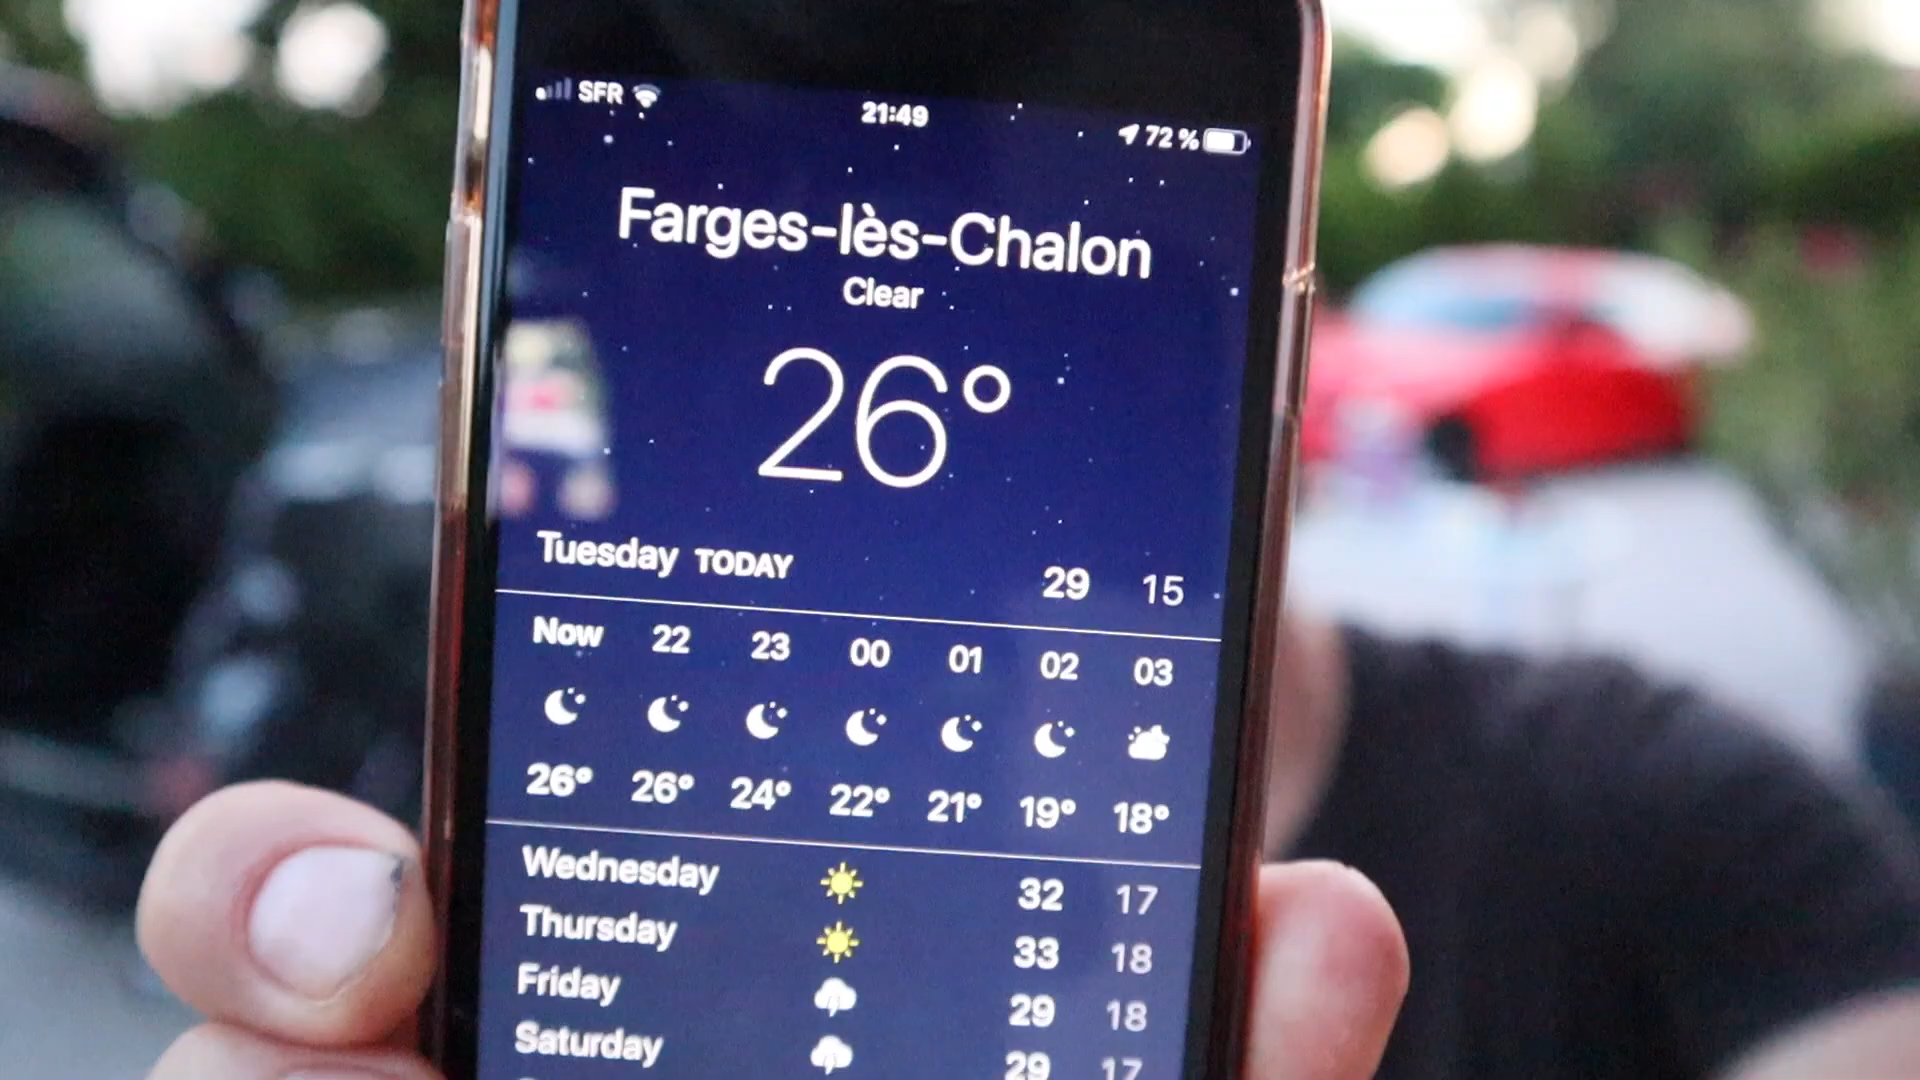 SFR 21:49 72 %
Farges-lès-Chalon
Clear
26°
Tuesday TODAY 29 15
Now 22 23 00 01 02 03
26° 26° 24° 22° 21° 19° 18°
Wednesday 32 17
Thursday 33 18
Friday 29 18
Saturday 29 17